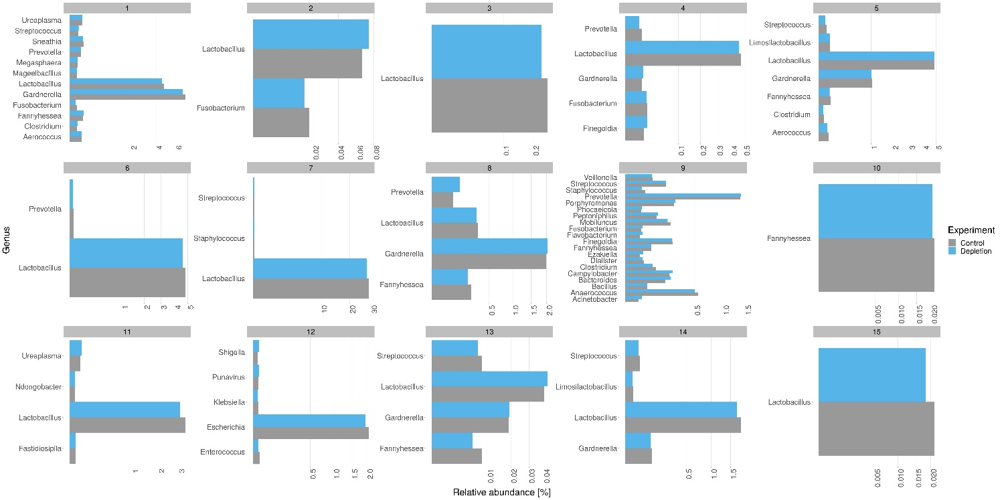 1
Ureaplasma
Streptococcus
Sneathia
Prevotella
Megasphaera
Mageeibacillus
Lactobacillus
Gardnerella
Fusobacterium
Fannyhessea
Clostridium
Aerococcus
2 4 6
2
Lactobacillus
Fusobacterium
0.02 0.04 0.06 0.08
3
Lactobacillus
0.1 0.2
4
Prevotella
Lactobacillus
Gardnerella
Fusobacterium
Finegoldia
0.1 0.2 0.3 0.4 0.5
5
Streptococcus
Limosilactobacillus
Lactobacillus
Gardnerella
Fannyhessea
Clostridium
Aerococcus
1 2 3 4 5
6
Prevotella
Lactobacillus
1 2 3 4 5
7
Streptococcus
Staphylococcus
Lactobacillus
10 20 30
8
Prevotella
Lactobacillus
Gardnerella
Fannyhessea
0.5 1.0 1.5 2.0
9
Veillonella
Streptococcus
Staphylococcus
Prevotella
Porphyromonas
Phocaeicola
Peptoniphilus
Mobiluncus
Fusobacterium
Flavobacterium
Finegoldia
Fannyhessea
Ezakiella
Dialister
Clostridium
Campylobacter
Bacteroides
Bacillus
Anaerococcus
Acinetobacter
0.5 1.0 1.5
10
Fannyhessea
0.005 0.010 0.015 0.020
11
Ureaplasma
Ndongobacter
Lactobacillus
Fastidiosipila
1 2 3
12
Shigella
Punavirus
Klebsiella
Escherichia
Enterococcus
0.5 1.0 1.5 2.0
13
Streptococcus
Lactobacillus
Gardnerella
Fannyhessea
0.01 0.02 0.03 0.04
14
Streptococcus
Limosilactobacillus
Lactobacillus
Gardnerella
0.5 1.0 1.5
15
Lactobacillus
0.005 0.010 0.015 0.020
Genus
Relative abundance [%]
Experiment
Control
Depletion